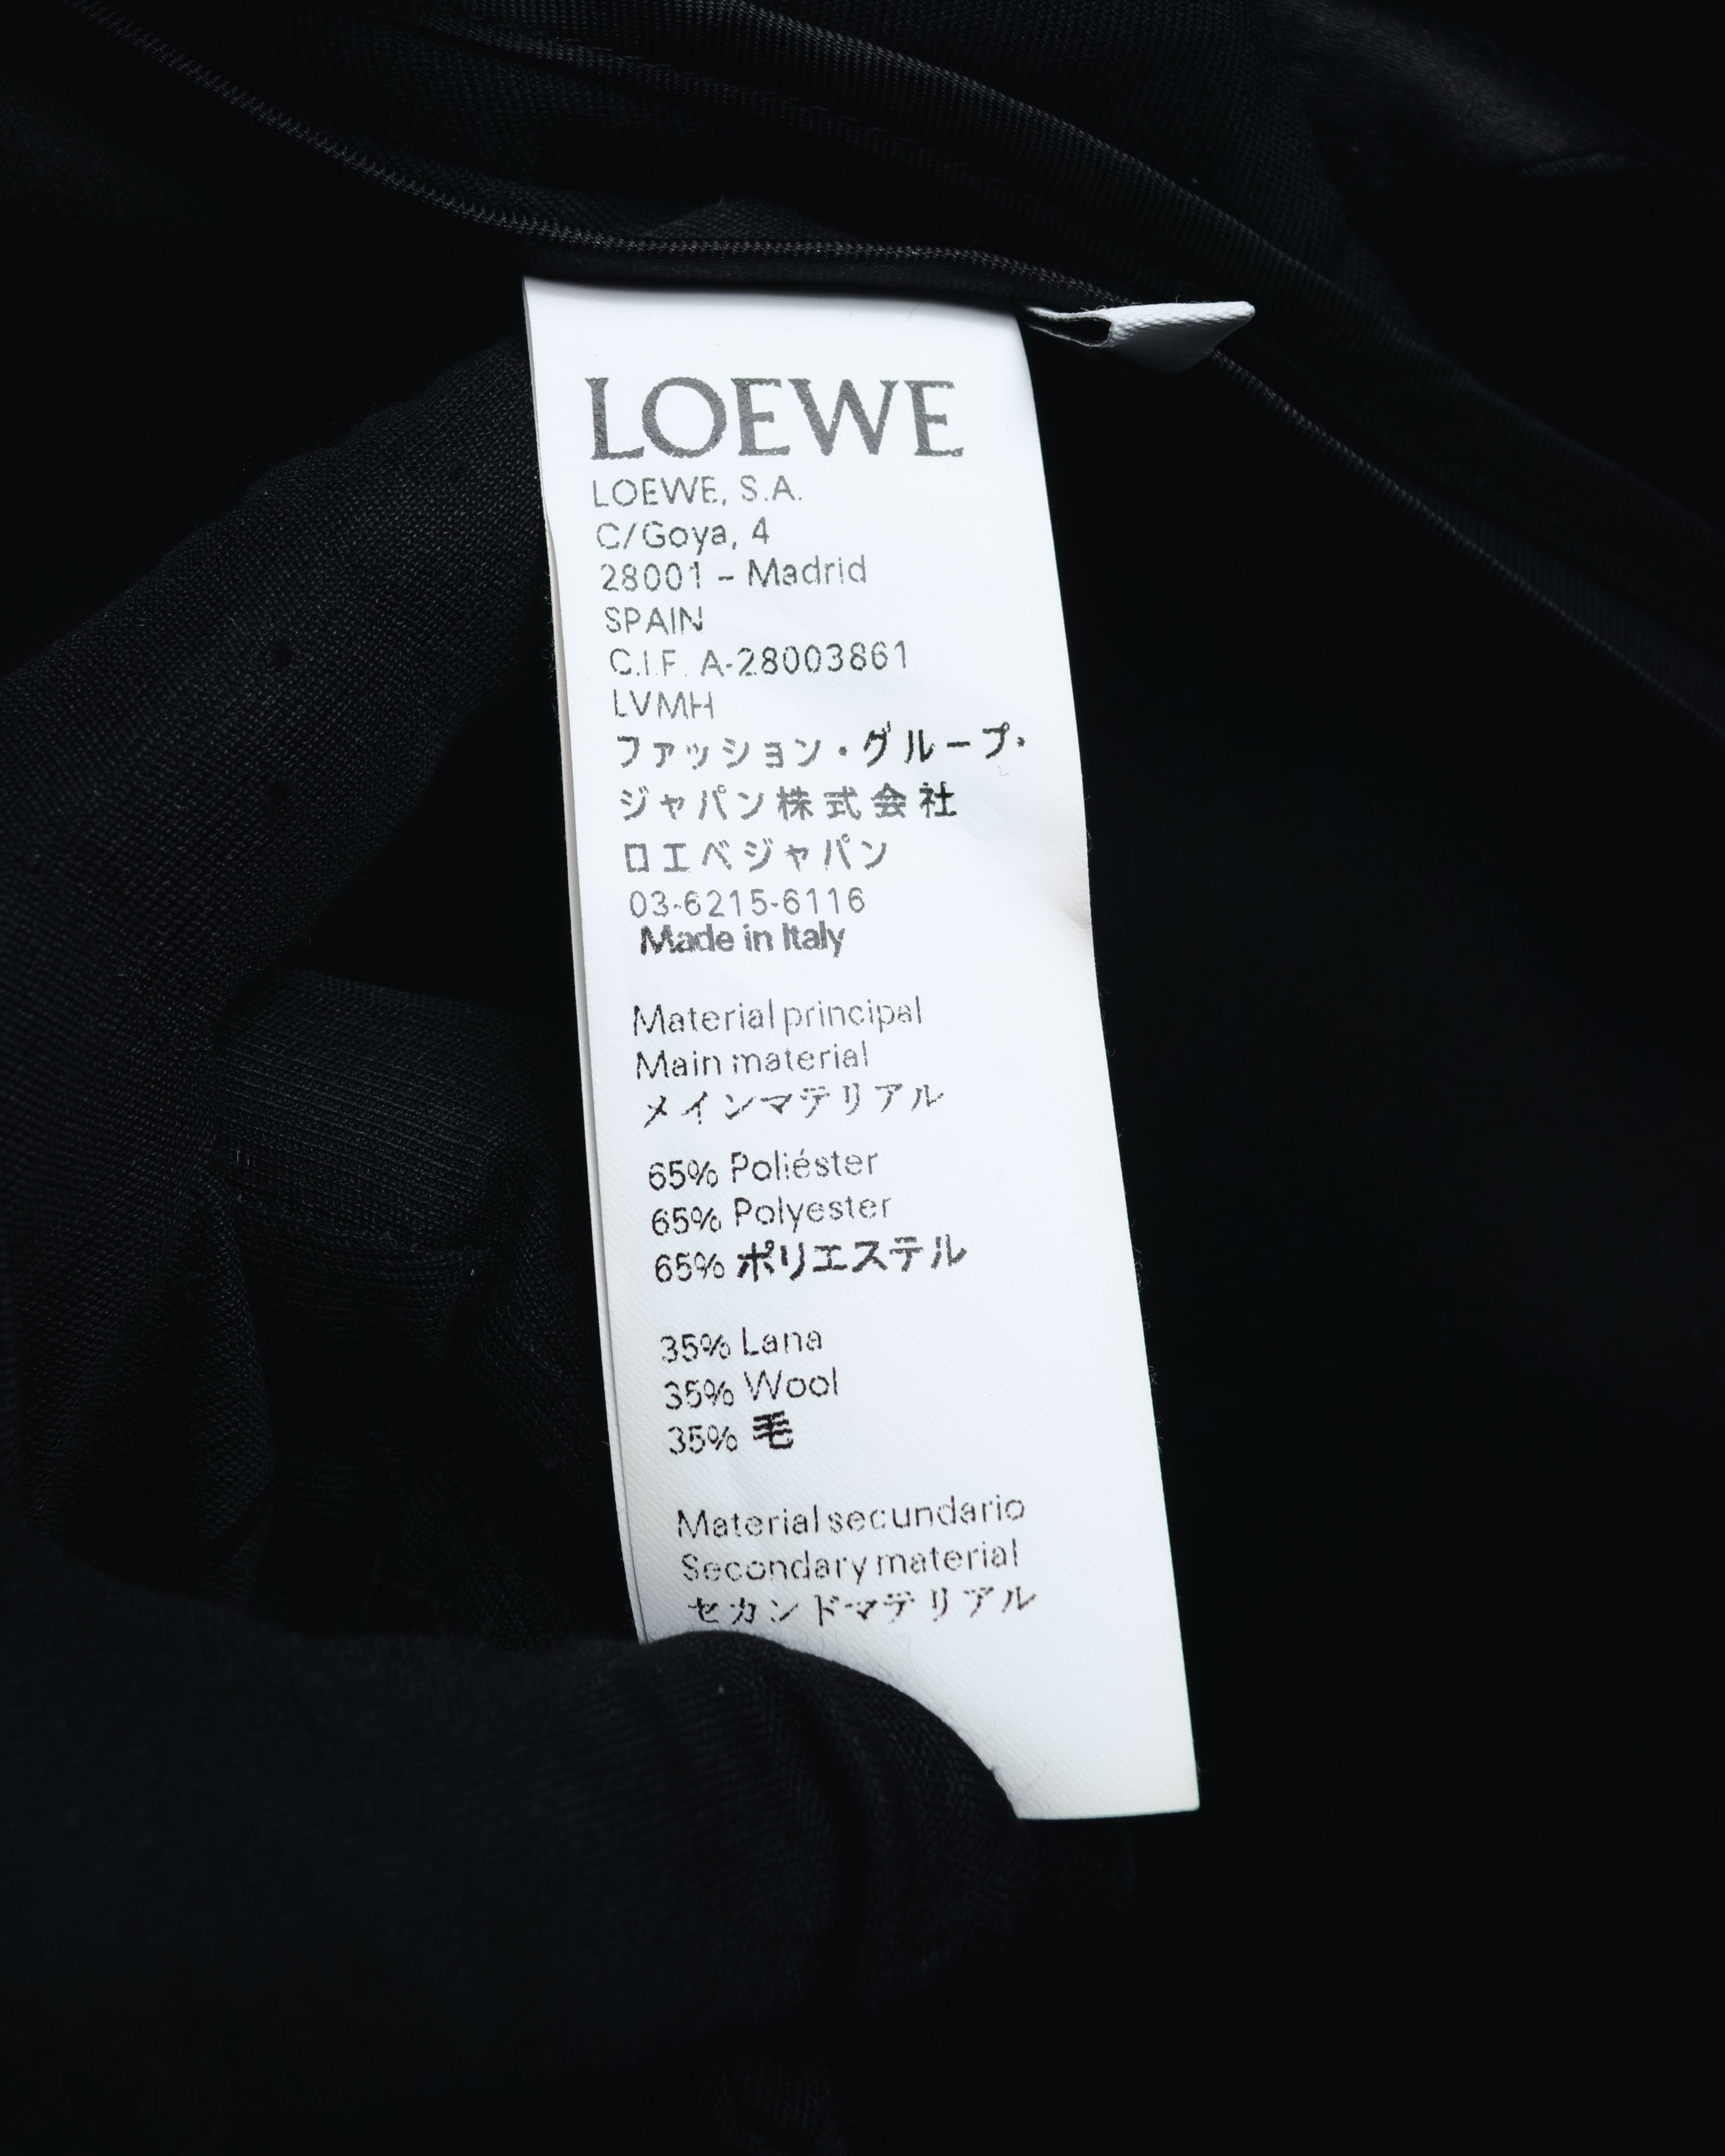 LOEWE
LOEWE, S.A.
C/Goya, 4
28001 – Madrid
SPAIN
C.I.F. A-28003861
LVMH
ファッション・グループ・
ジャパン株式会社
ロエベジャパン
03-6215-6116
Made in Italy
Material principal
Main material
メインマテリアル
65% Poliéster
65% Polyester
65% ポリエステル
35% Lana
35% Wool
35% 毛
Material secundario
Secondary material
セカンドマテリアル